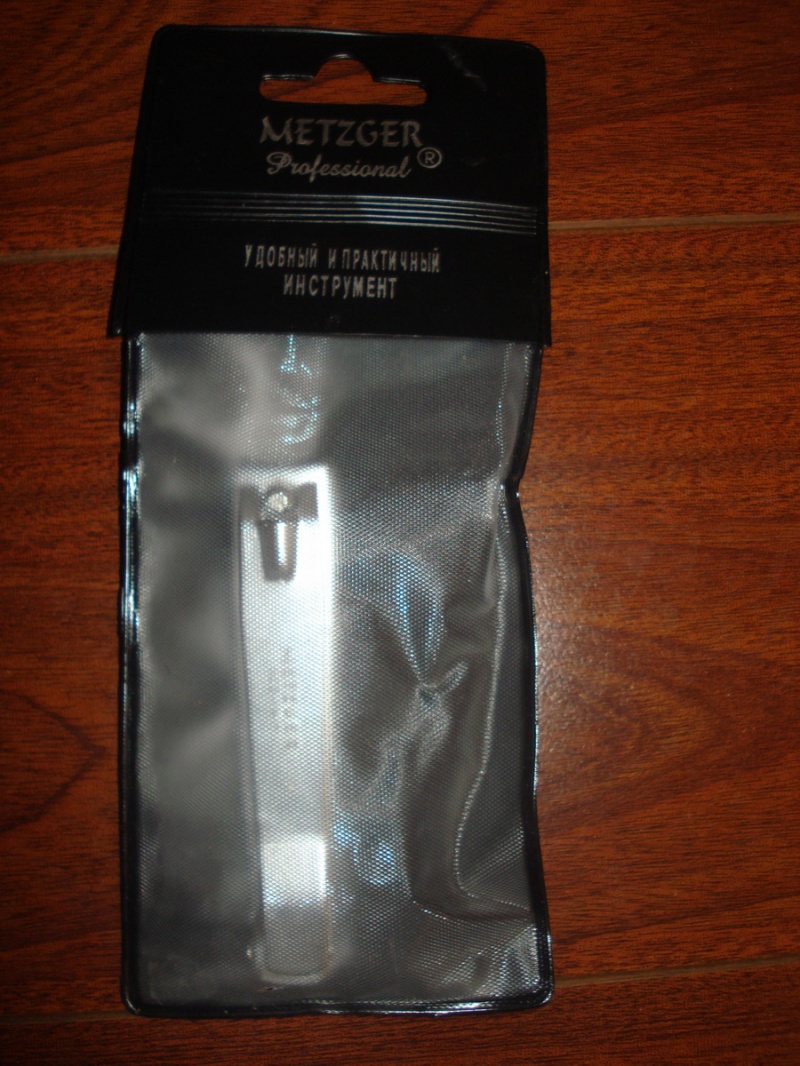 METZGER
Professional ®
УДОБНЫЙ И ПРАКТИЧНЫЙ
ИНСТРУМЕНТ